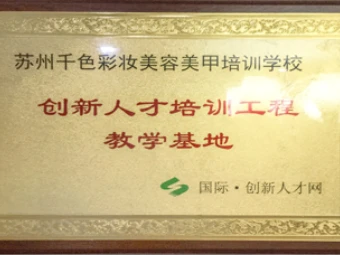 苏州千色彩妆美容美甲培训学校
创新人才培训工程
教学基地
国际·创新人才网